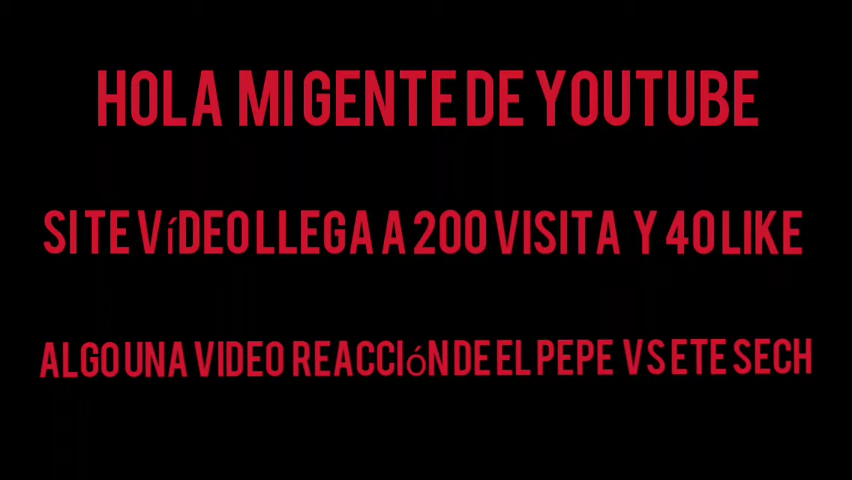 HOLA MI GENTE DE YOUTUBE
SI TE VíDEO LLEGA A 200 VISITA Y 40 LIKE
ALGO UNA VIDEO REACCIóN DE EL PEPE VS ETE SECH